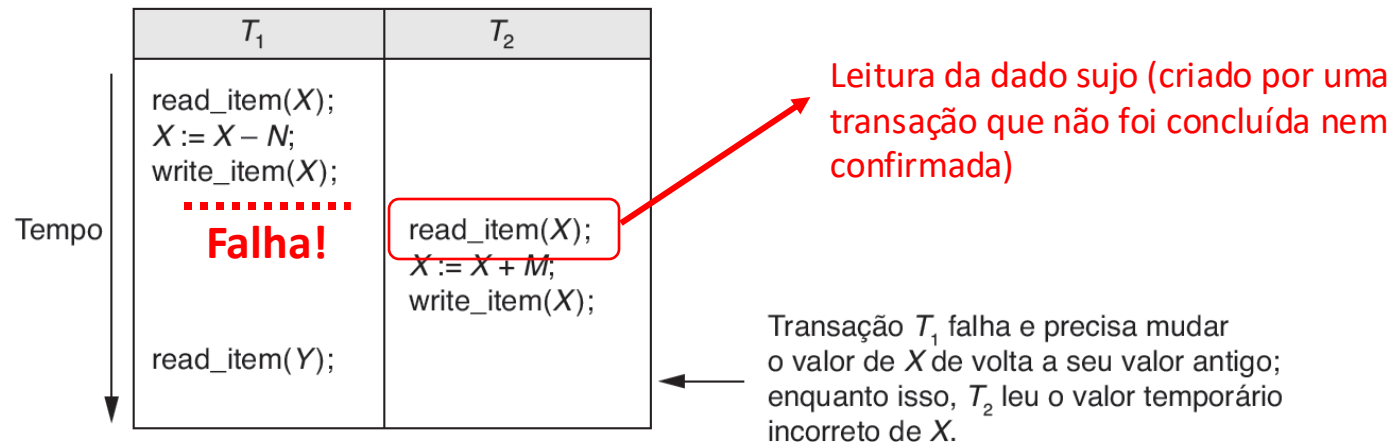 T1
T2
read_item(X);
X := X – N;
write_item(X);
Falha!
Tempo
read_item(X);
X := X + M;
write_item(X);
read_item(Y);
Leitura da dado sujo (criado por uma
transação que não foi concluída nem
confirmada)
Transação T1 falha e precisa mudar
o valor de X de volta a seu valor antigo;
enquanto isso, T2 leu o valor temporário
incorreto de X.